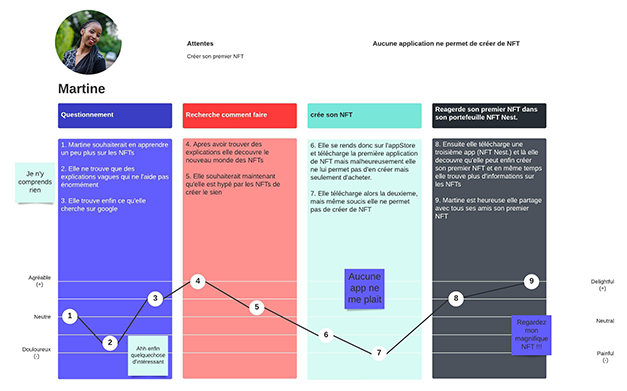 Attentes
Aucune application ne permet de créer de NFT
Créer son premier NFT
Martine
Questionnement
Recherche comment faire
crée son NFT
Reagerde son premier NFT dans
son portefeuille NFT Nest.
1. Martine souhaiterait en apprendre
un peu plus sur les NFTs
2. Elle ne trouve que des
explications vagues qui ne l'aide pas
énormément
3. Elle trouve enfin ce qu'elle
cherche sur google
4. Apres avoir trouver des
explications elle decouvre le
nouveau monde des NFTs
5. Elle souhaiterait maintenant
qu'elle est hypé par les NFTs de
créer le sien
6. Elle se rends donc sur l'appStore
et télécharge la première application
de NFT mais malheureusement elle
ne lui permet pas d'en créer mais
seulement d'acheter.
7. Elle télécharge alors la deuxieme,
mais même soucis elle ne permet
pas de créer de NFT
8. Ensuite elle télécharge une
troisième app (NFT Nest.) et là elle
decouvre qu'elle peut enfin créer
son premier NFT et en même temps
elle trouve plus d'informations sur
les NFTs
9. Martine est heureuse elle partage
avec tous ses amis son premier
NFT
Je n'y
comprens
rien
Aucune
app ne
me plait
Agréable
(+)
Neutre
Douloureux
(-)
1
2
3
4
5
6
7
8
9
Delightful
(+)
Neutral
Painful
(-)
Ahh enfin
quelquechose
d'intéressant
Regardez
mon
magnifique
NFT !!!